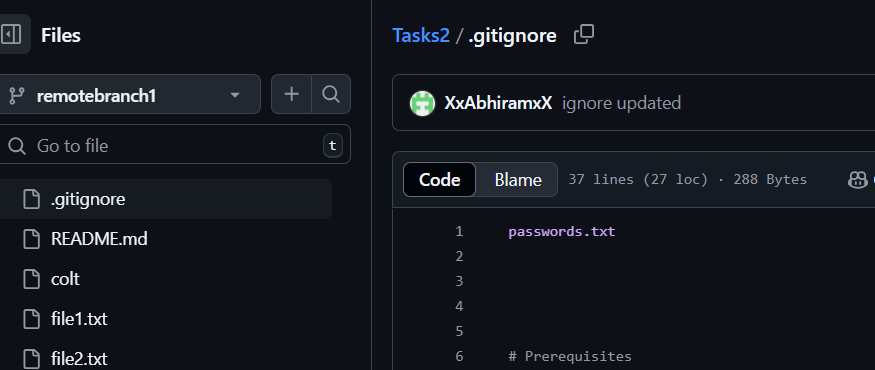 Files
remotebranch1
Go to file
t
.gitignore
README.md
colt
file1.txt
file2.txt
Tasks2 / .gitignore
XxAbhiramxX ignore updated
Code Blame 37 lines (27 loc) · 288 Bytes
1 passwords.txt
2
3
4
5
6 # Prerequisites